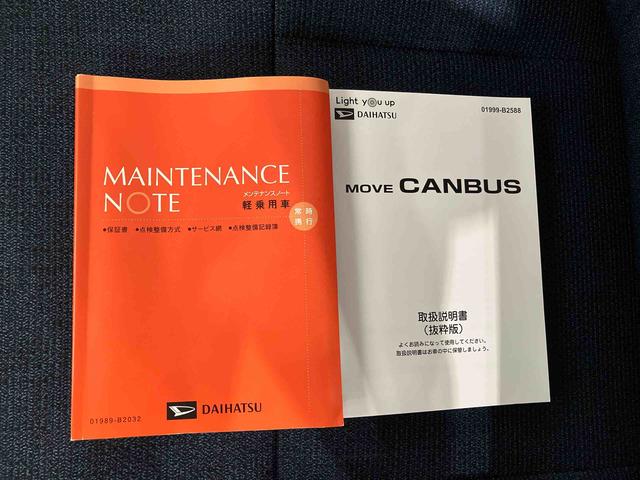 MAINTENANCE
NOTE
メンテナンスノート
軽乗用車
常時
携行
●保証書 ●点検整備方式 ●サービス網 ●点検整備記録簿
DAIHATSU
01989-B2032
Light you up
DAIHATSU
01999-B2588
MOVE CANBUS
取扱説明書
(抜粋版)
よくお読みになって使用してください。
取扱説明書はお車の中に保管しましょう。